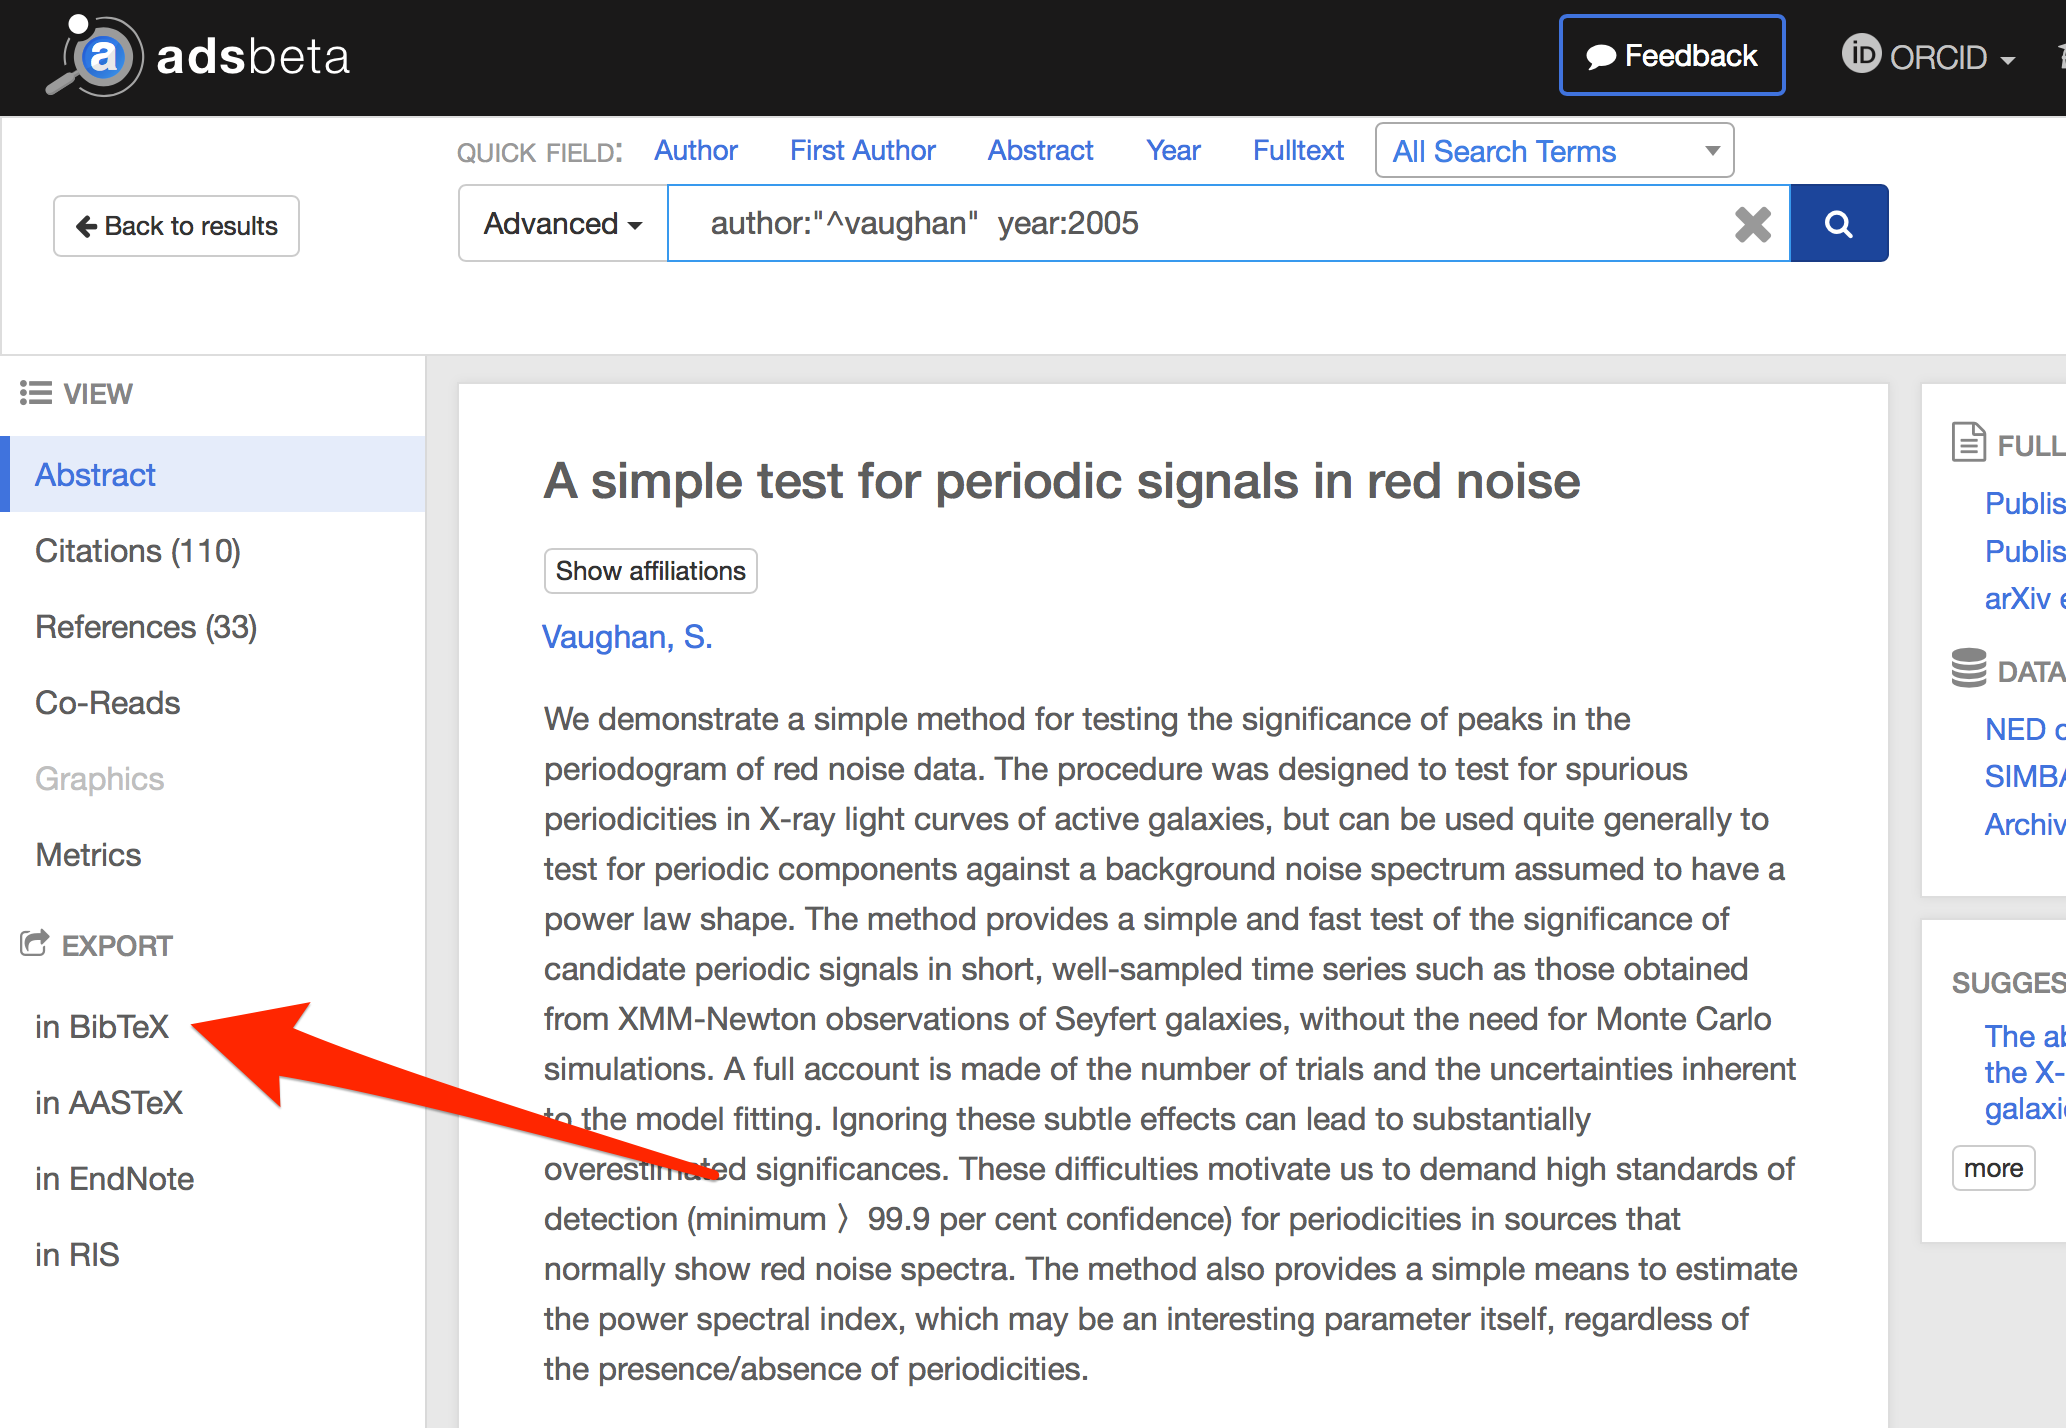 adsbeta
Feedback
ORCID
QUICK FIELD: Author First Author Abstract Year Fulltext All Search Terms
Back to results
Advanced
author:"^vaughan" year:2005
VIEW
Abstract
Citations (110)
References (33)
Co-Reads
Graphics
Metrics
EXPORT
in BibTeX
in AASTeX
in EndNote
in RIS
A simple test for periodic signals in red noise
Show affiliations
Vaughan, S.
We demonstrate a simple method for testing the significance of peaks in the
periodogram of red noise data. The procedure was designed to test for spurious
periodicities in X-ray light curves of active galaxies, but can be used quite generally to
test for periodic components against a background noise spectrum assumed to have a
power law shape. The method provides a simple and fast test of the significance of
candidate periodic signals in short, well-sampled time series such as those obtained
from XMM-Newton observations of Seyfert galaxies, without the need for Monte Carlo
simulations. A full account is made of the number of trials and the uncertainties inherent
to the model fitting. Ignoring these subtle effects can lead to substantially
overestimated significances. These difficulties motivate us to demand high standards of
detection (minimum 〉 99.9 per cent confidence) for periodicities in sources that
normally show red noise spectra. The method also provides a simple means to estimate
the power spectral index, which may be an interesting parameter itself, regardless of
the presence/absence of periodicities.
FULL
Publis
Publis
arXiv e
DATA
NED
SIMBA
Archiv
SUGGES
The ab
the X-
galaxi
more